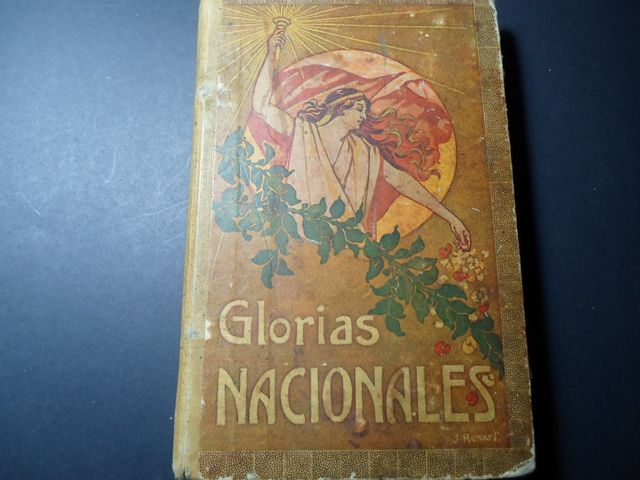 Glorias
NACIONALES
J. Renart.